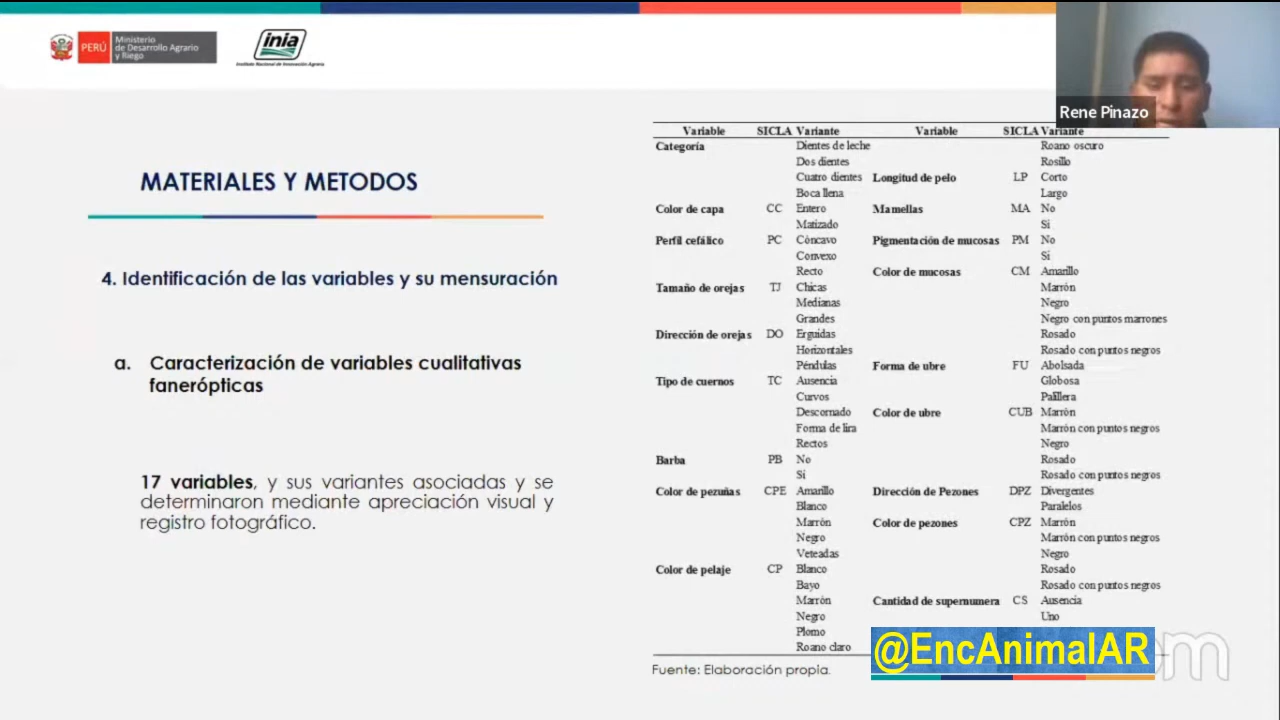 PERÚ
Ministerio
de Desarrollo Agrario
y Riego
inia
Instituto Nacional de Innovación Agraria
Rene Pinazo
MATERIALES Y METODOS
4. Identificación de las variables y su mensuración
a. Caracterización de variables cualitativas
fanerópticas
17 variables, y sus variantes asociadas y se
determinaron mediante apreciación visual y
registro fotográfico.
Variable SICLA Variante Variable SICLA Variante
Categoría Dientes de leche Roano oscuro
Dos dientes Rosillo
Cuatro dientes Longitud de pelo LP Corto
Boca llena Largo
Color de capa CC Entero Mamellas MA No
Matizado Si
Perfil cefálico PC Cóncavo Pigmentación de mucosas PM No
Convexo Si
Recto Color de mucosas CM Amarillo
Tamaño de orejas TJ Chicas Marrón
Medianas Negro
Grandes Negro con puntos marrones
Dirección de orejas DO Erguidas Rosado
Horizontales Rosado con puntos negros
Péndulas Forma de ubre FU Abolsada
Tipo de cuernos TC Ausencia Globosa
Curvos Palillera
Descornado Color de ubre CUB Marrón
Forma de lira Marrón con puntos negros
Rectos Negro
Barba PB No Rosado
Si Rosado con puntos negros
Color de pezuñas CPE Amarillo Dirección de Pezones DPZ Divergentes
Blanco Paralelos
Marrón Color de pezones CPZ Marrón
Negro Marrón con puntos negros
Veteadas Negro
Color de pelaje CP Blanco Rosado
Bayo Rosado con puntos negros
Marrón Cantidad de supernumera CS Ausencia
Negro Uno
Plomo
Roano claro
Fuente: Elaboración propia.
@EncAnimalAR